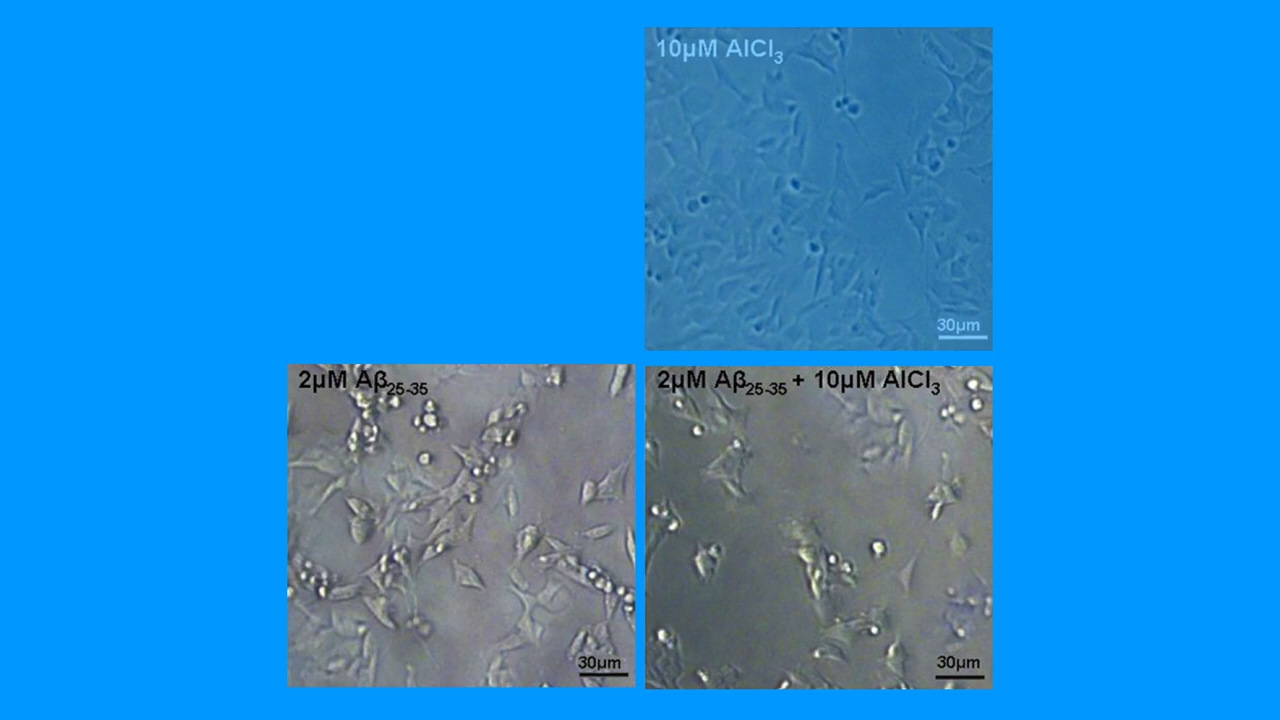 10µM AlCl3
30µm
2µM Aβ25-35
30µm
2µM Aβ25-35 + 10µM AlCl3
30µm